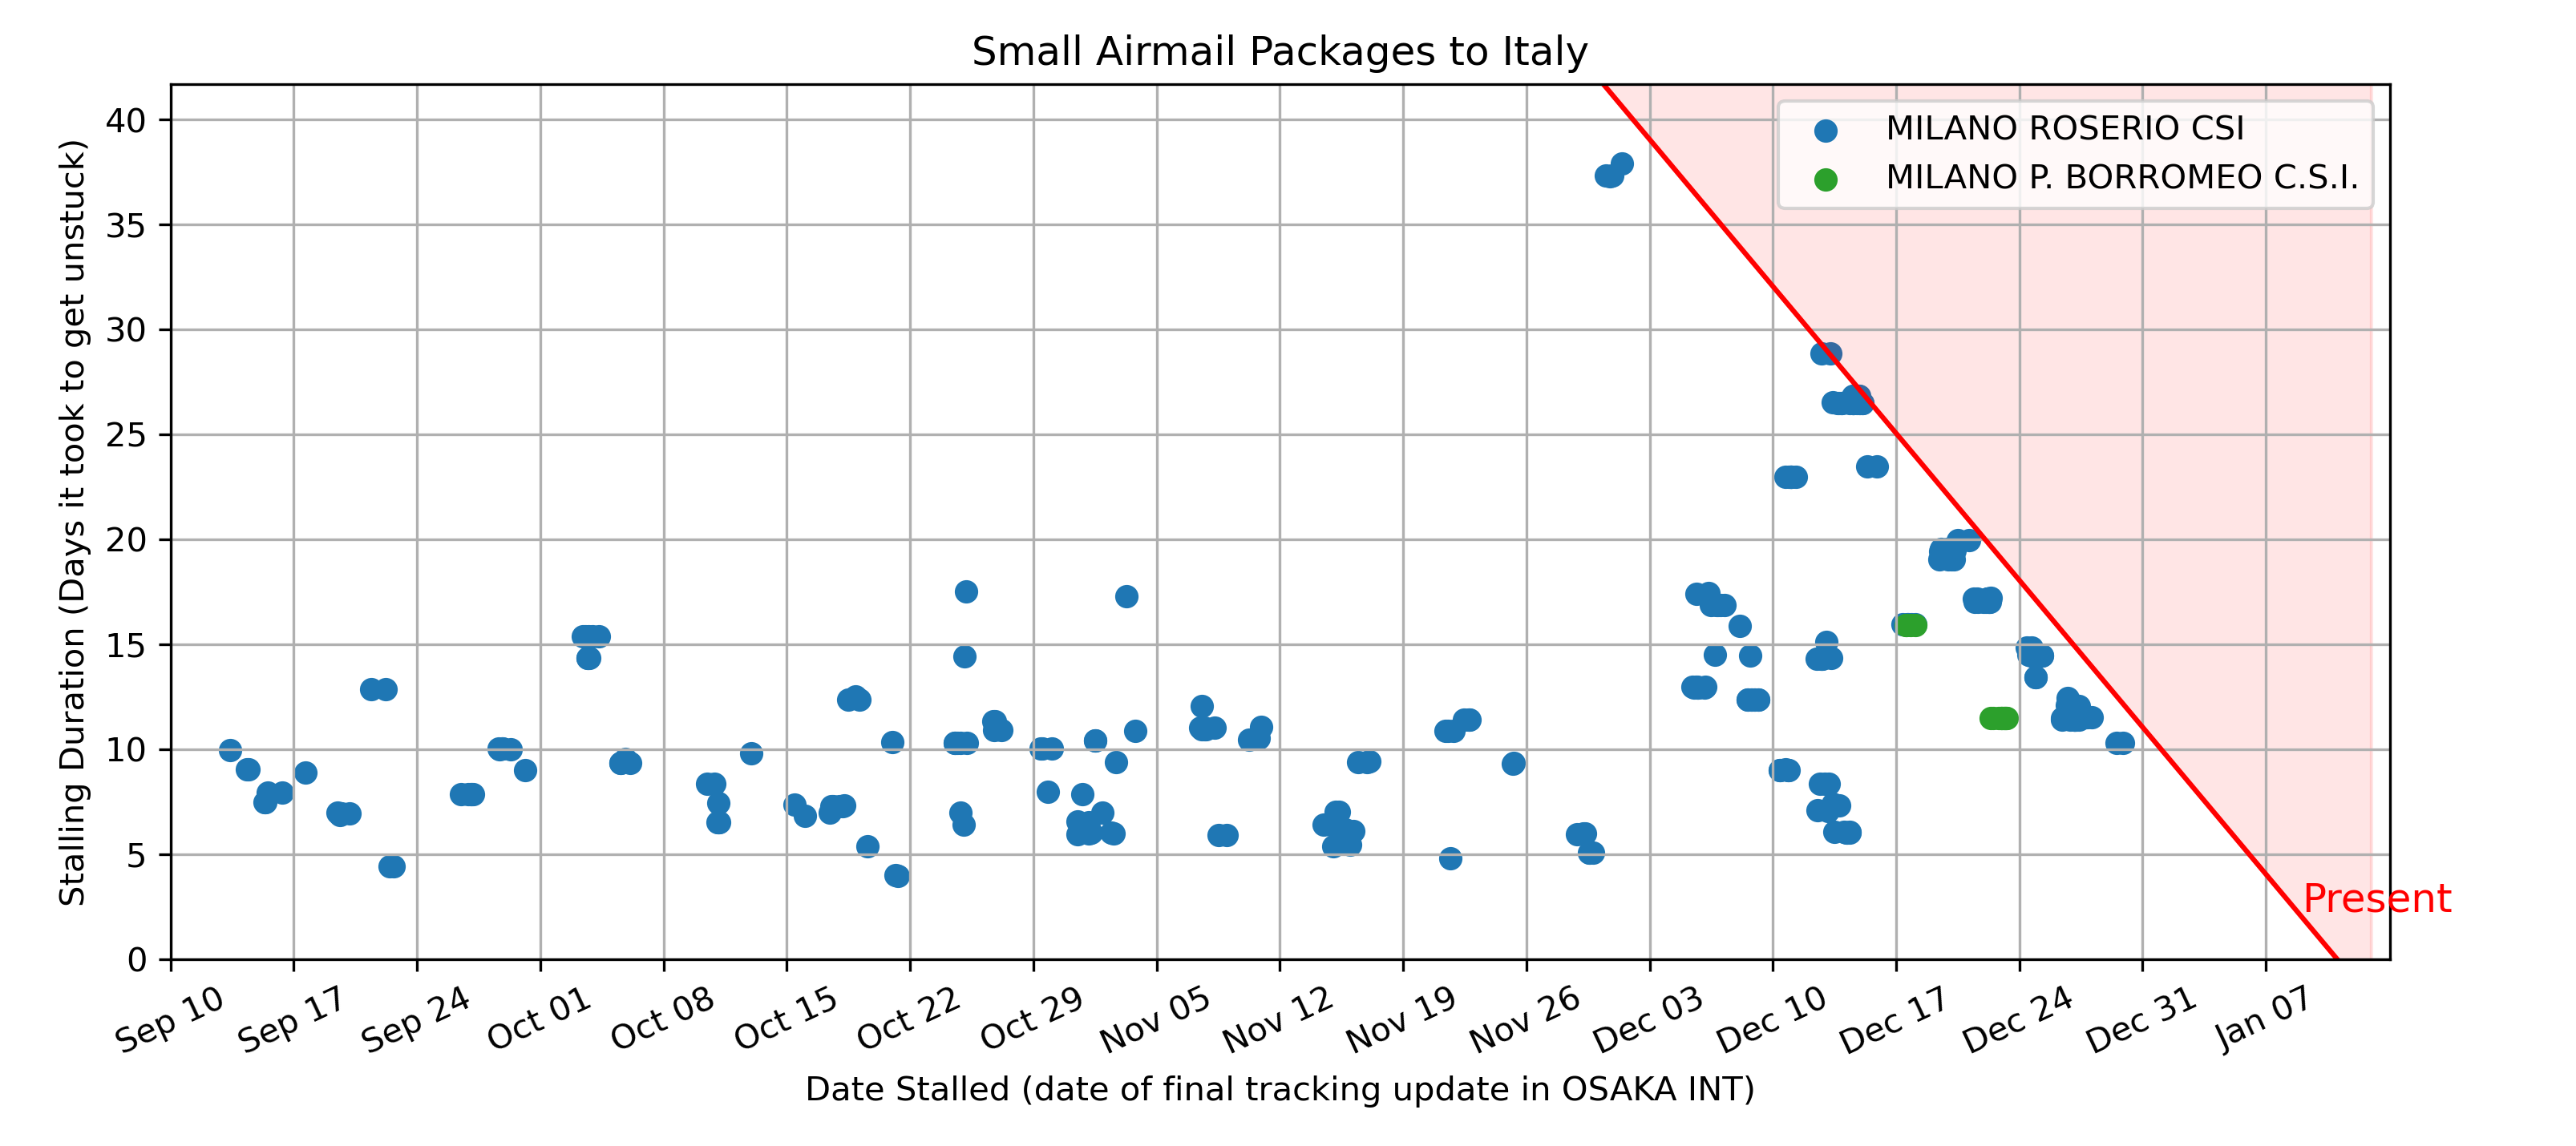 Small Airmail Packages to Italy
MILANO ROSERIO CSI
MILANO P. BORROMEO C.S.I.
Stalling Duration (Days it took to get unstuck)
40
35
30
25
20
15
10
5
0
Present
Sep 10
Sep 17
Sep 24
Oct 01
Oct 08
Oct 15
Oct 22
Oct 29
Nov 05
Nov 12
Nov 19
Nov 26
Dec 03
Dec 10
Dec 17
Dec 24
Dec 31
Jan 07
Date Stalled (date of final tracking update in OSAKA INT)